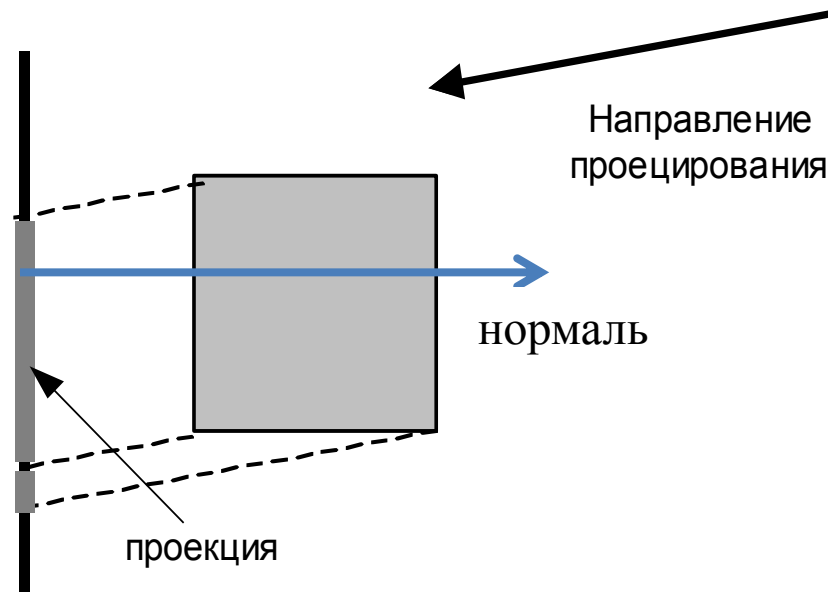 Направление
проецирования
нормаль
проекция